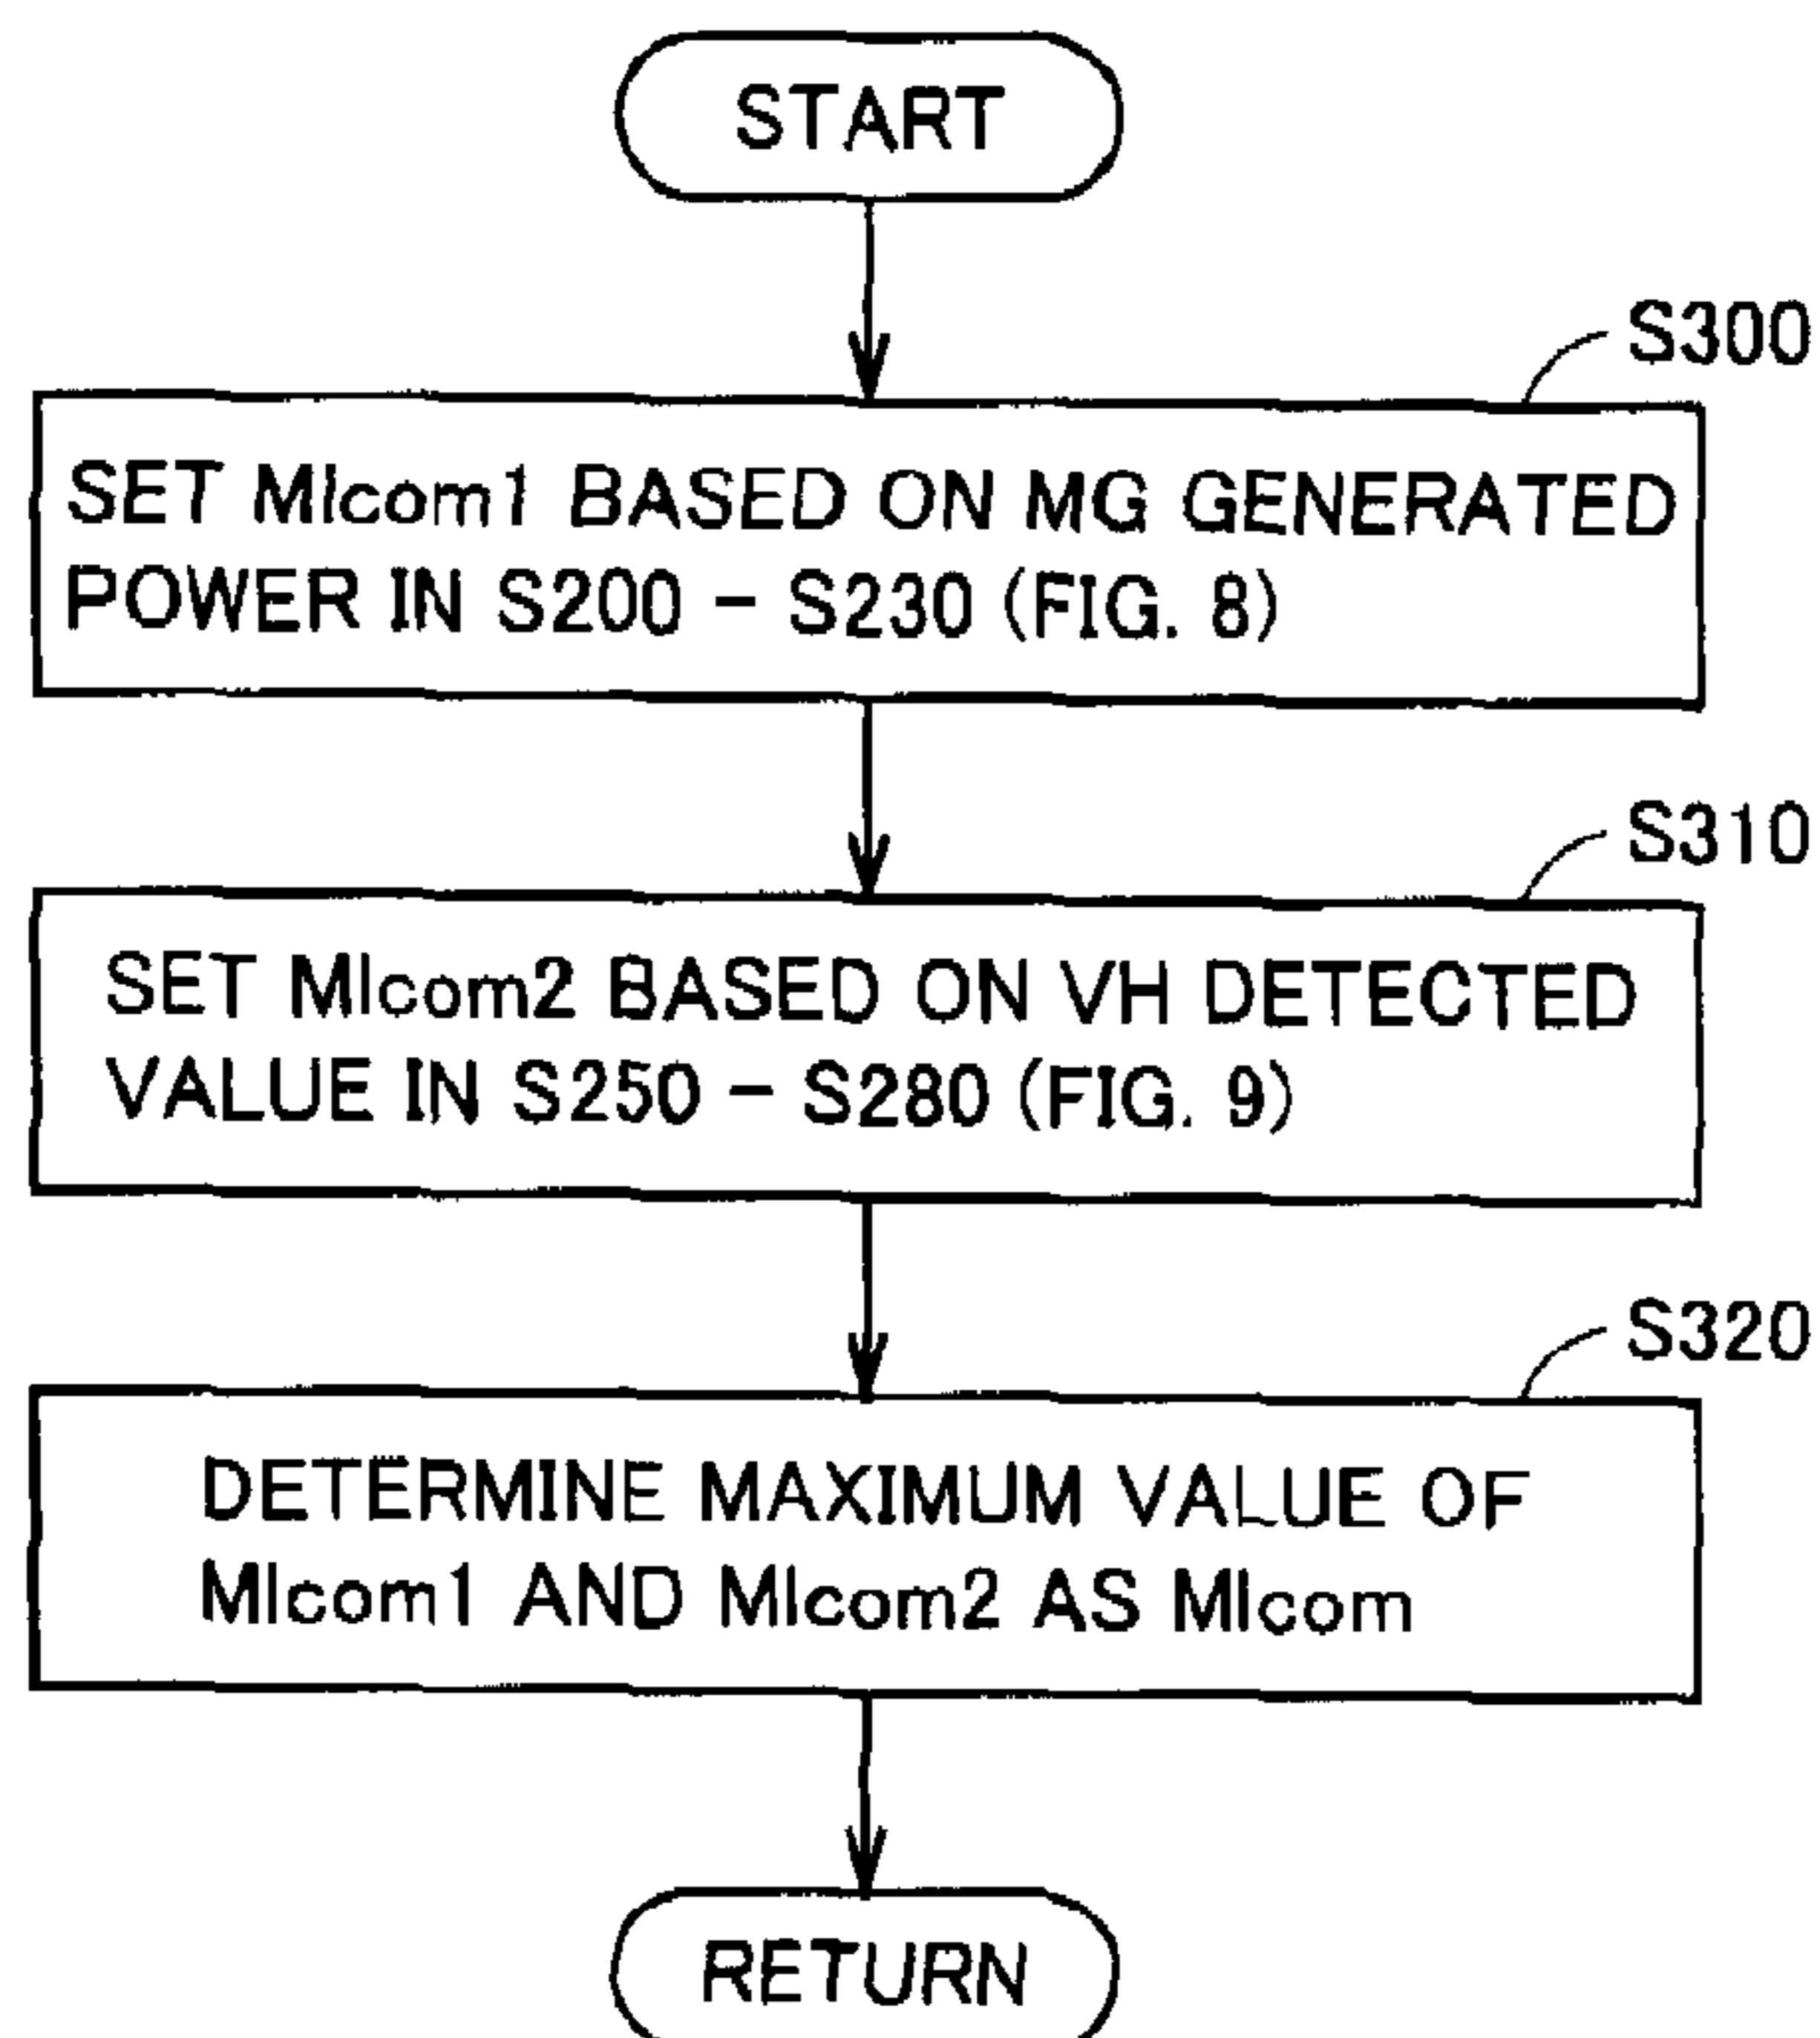 START
S300
SET MIcom1 BASED ON MG GENERATED
POWER IN S200 - S230 (FIG. 8)
S310
SET MIcom2 BASED ON VH DETECTED
VALUE IN S250 - S280 (FIG. 9)
S320
DETERMINE MAXIMUM VALUE OF
MIcom1 AND MIcom2 AS MIcom
RETURN